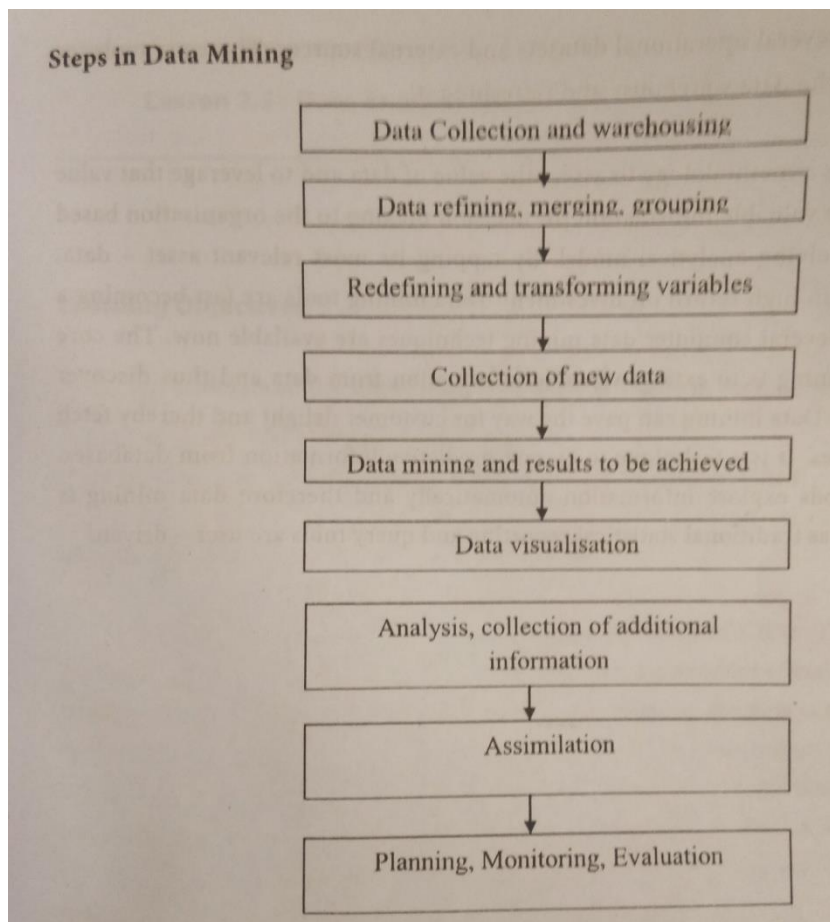 Steps in Data Mining
Data Collection and warchousing
Data refining, merging, grouping
Redefining and transforming variables
Collection of new data
Data mining and results to be achieved
Data visualisation
Analysis, collection of additional
information
Assimilation
Planning, Monitoring, Evaluation